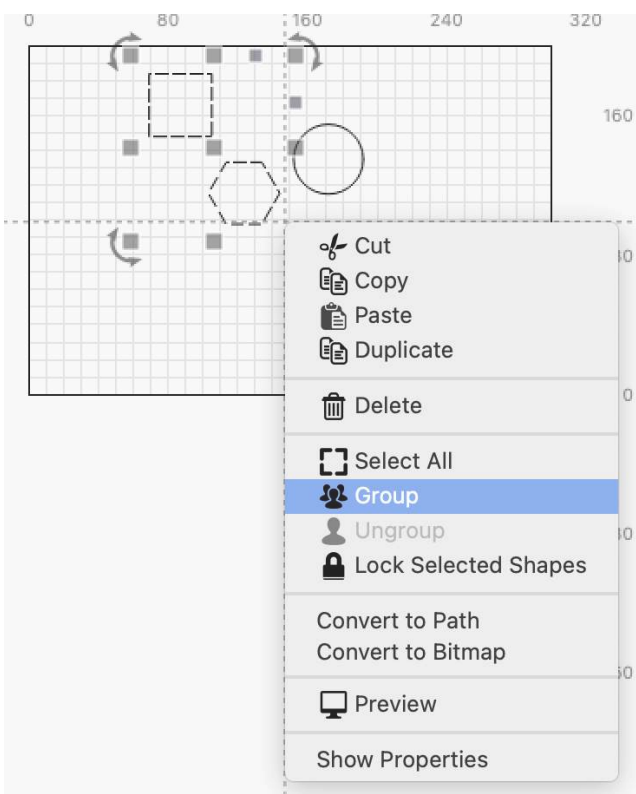 0 80 160 240 320
160
Cut
Copy
Paste
Duplicate
Delete
0
Select All
Group
Ungroup
Lock Selected Shapes
Convert to Path
Convert to Bitmap
Preview
Show Properties